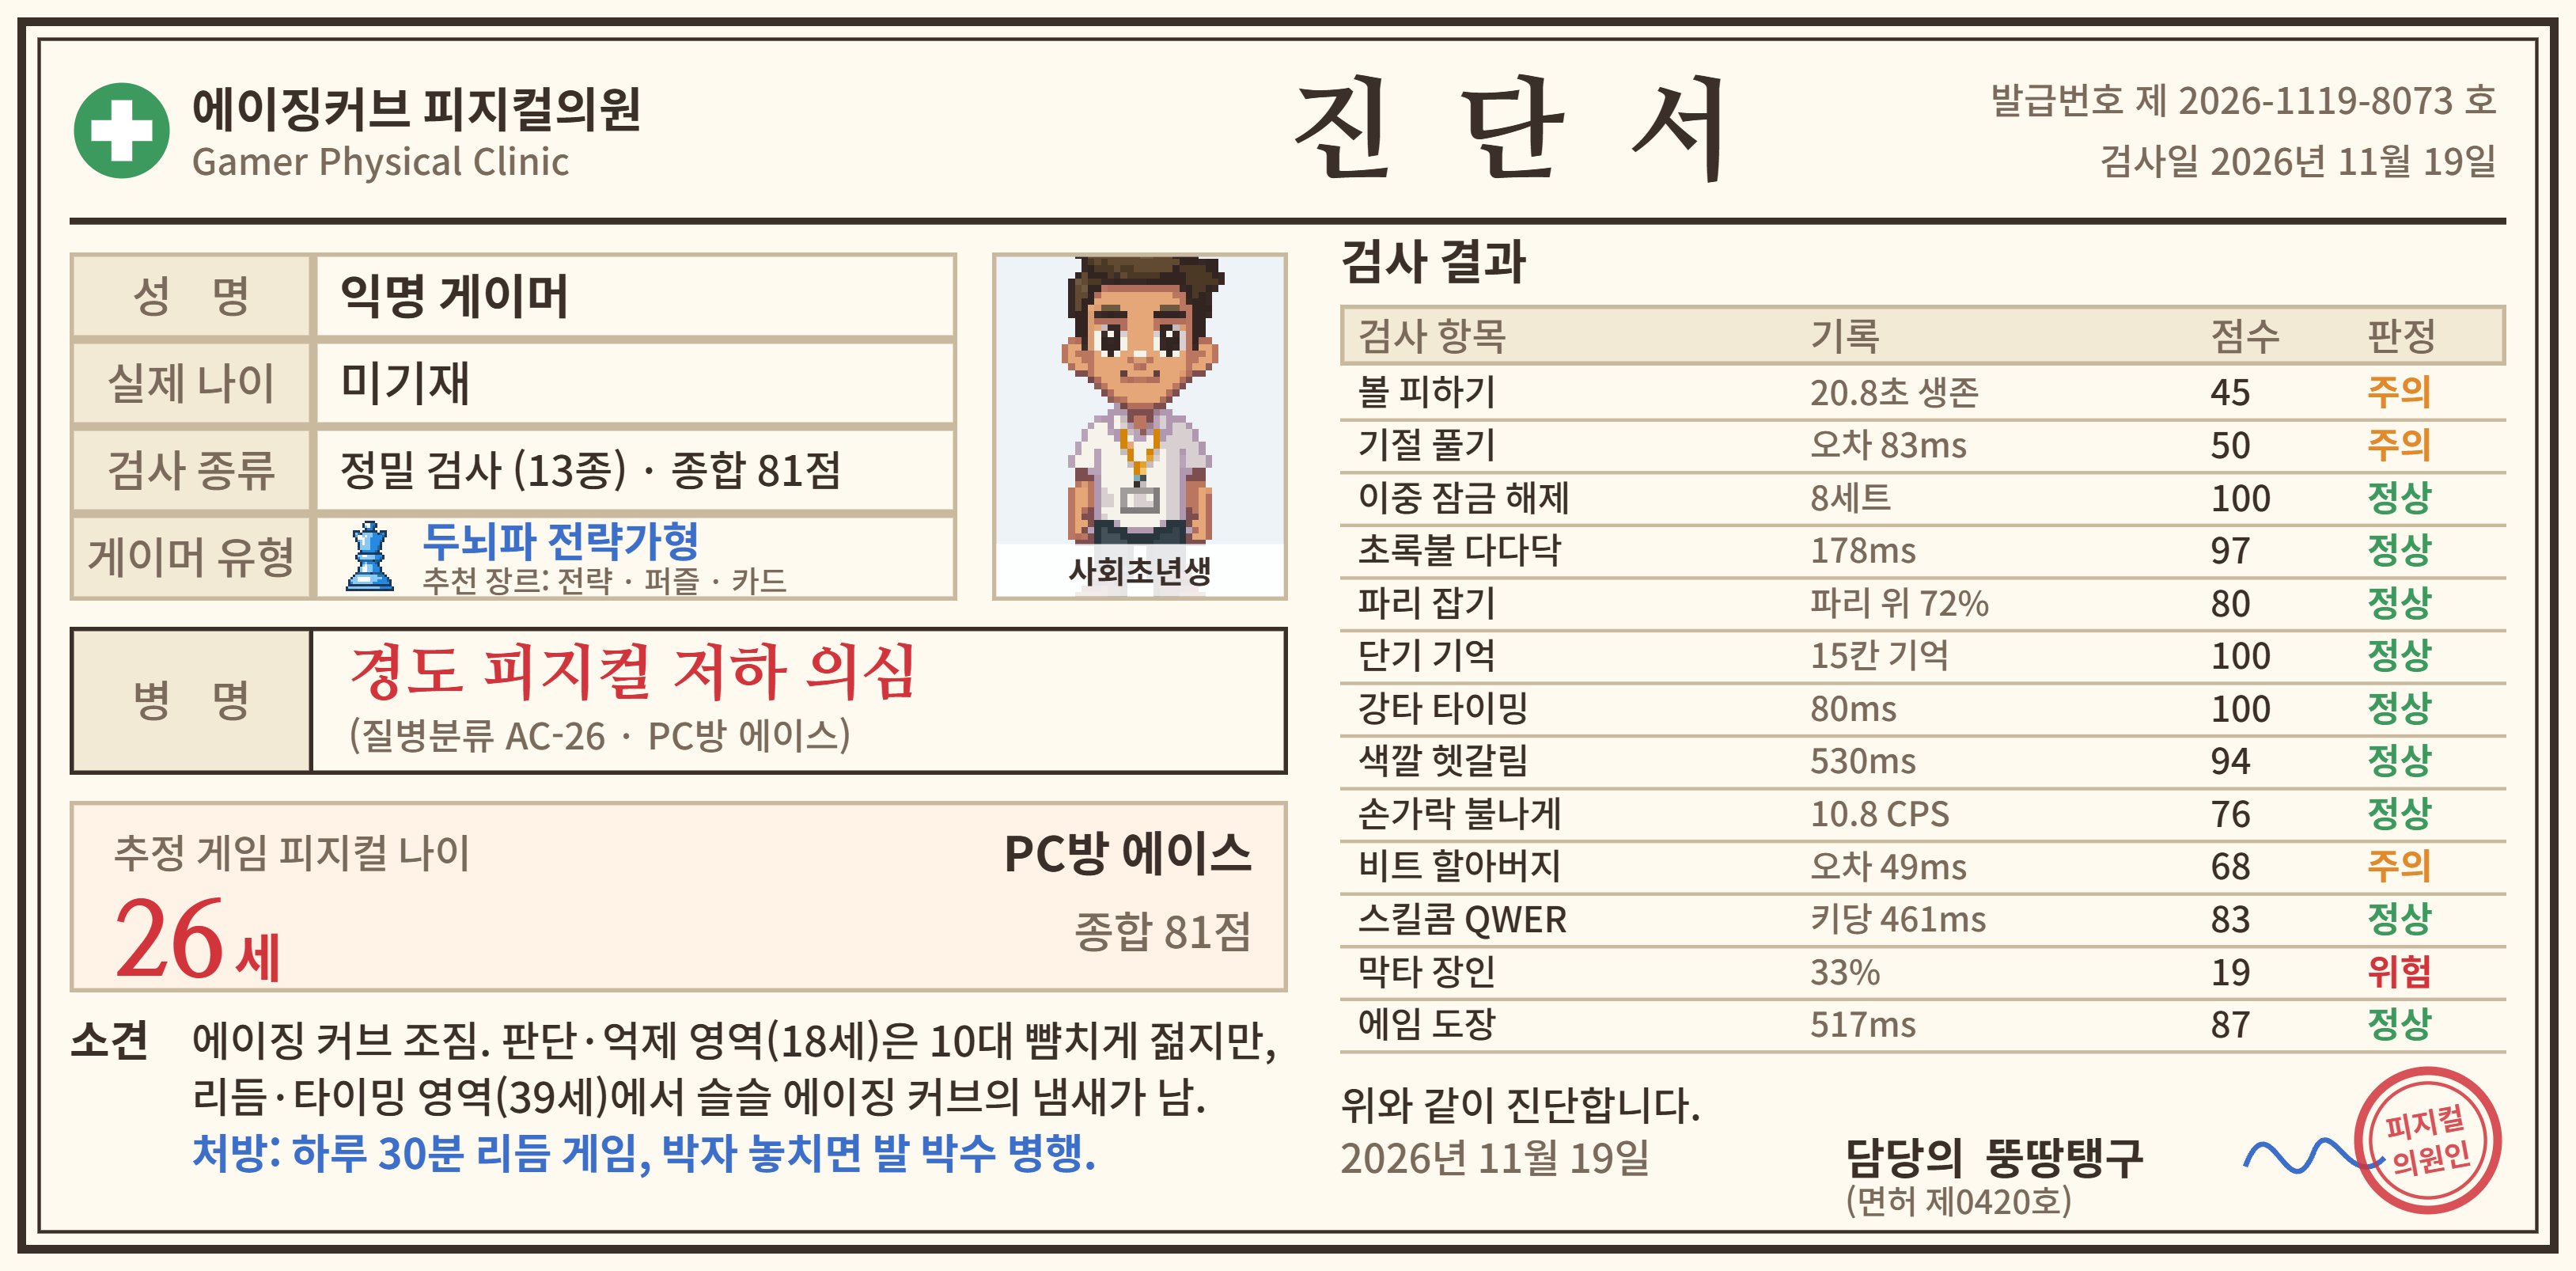 에이징커브 피지컬의원
Gamer Physical Clinic
진 단 서
발급번호 제 2026-1119-8073 호
검사일 2026년 11월 19일
성 명 익명 게이머
실제 나이 미기재
검사 종류 정밀 검사 (13종) · 종합 81점
게이머 유형 두뇌파 전략가형
추천 장르: 전략 · 퍼즐 · 카드
사회초년생
병 명 경도 피지컬 저하 의심
(질병분류 AC-26 · PC방 에이스)
추정 게임 피지컬 나이
26 세
PC방 에이스
종합 81점
소견 에이징 커브 조짐. 판단·억제 영역(18세)은 10대 뺨치게 젊지만,
리듬·타이밍 영역(39세)에서 슬슬 에이징 커브의 냄새가 남.
처방: 하루 30분 리듬 게임, 박자 놓치면 발 박수 병행.
검사 결과
검사 항목 기록 점수 판정
볼 피하기 20.8초 생존 45 주의
기절 풀기 오차 83ms 50 주의
이중 잠금 해제 8세트 100 정상
초록불 다다닥 178ms 97 정상
파리 잡기 파리 위 72% 80 정상
단기 기억 15칸 기억 100 정상
강타 타이밍 80ms 100 정상
색깔 헷갈림 530ms 94 정상
손가락 불나게 10.8 CPS 76 정상
비트 할아버지 오차 49ms 68 주의
스킬콤 QWER 키당 461ms 83 정상
막타 장인 33% 19 위험
에임 도장 517ms 87 정상
위와 같이 진단합니다.
2026년 11월 19일
담당의 뚱땅탱구
(면허 제0420호)
피지컬
의원인